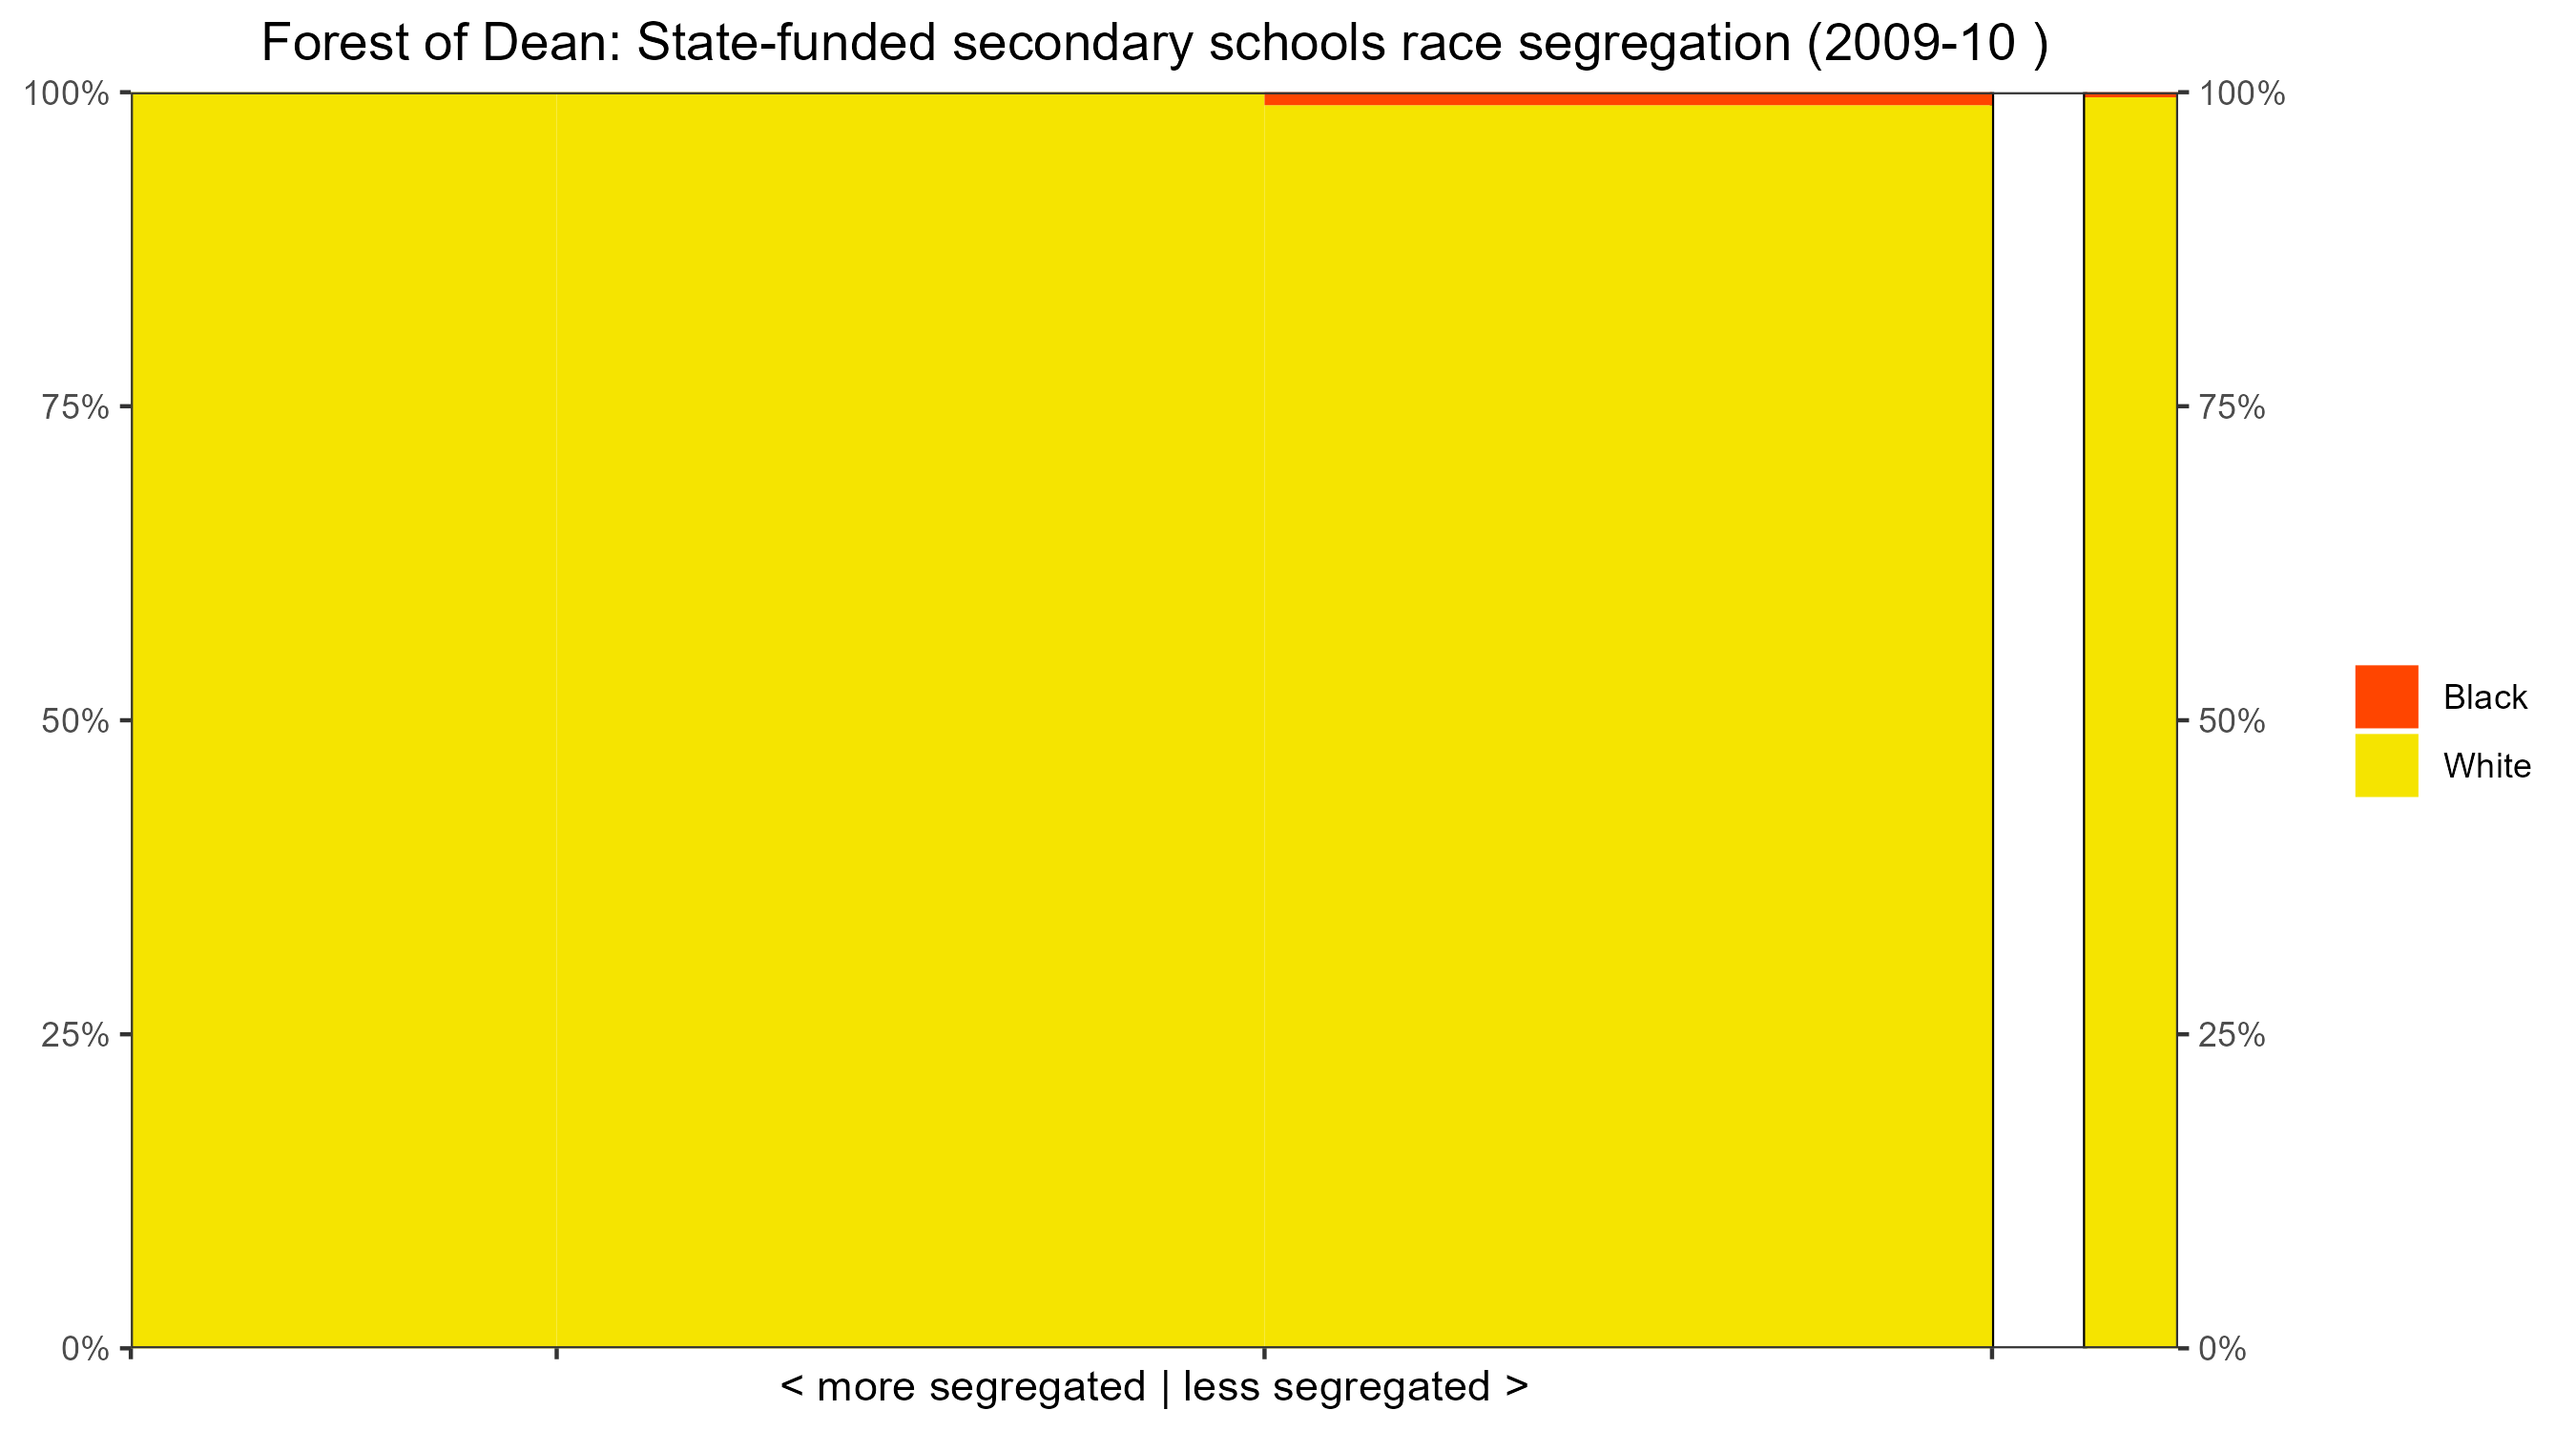 Forest of Dean: State-funded secondary schools race segregation (2009-10 )
100%
75%
50%
25%
0%
100%
75%
50%
25%
0%
Black
White
< more segregated | less segregated >